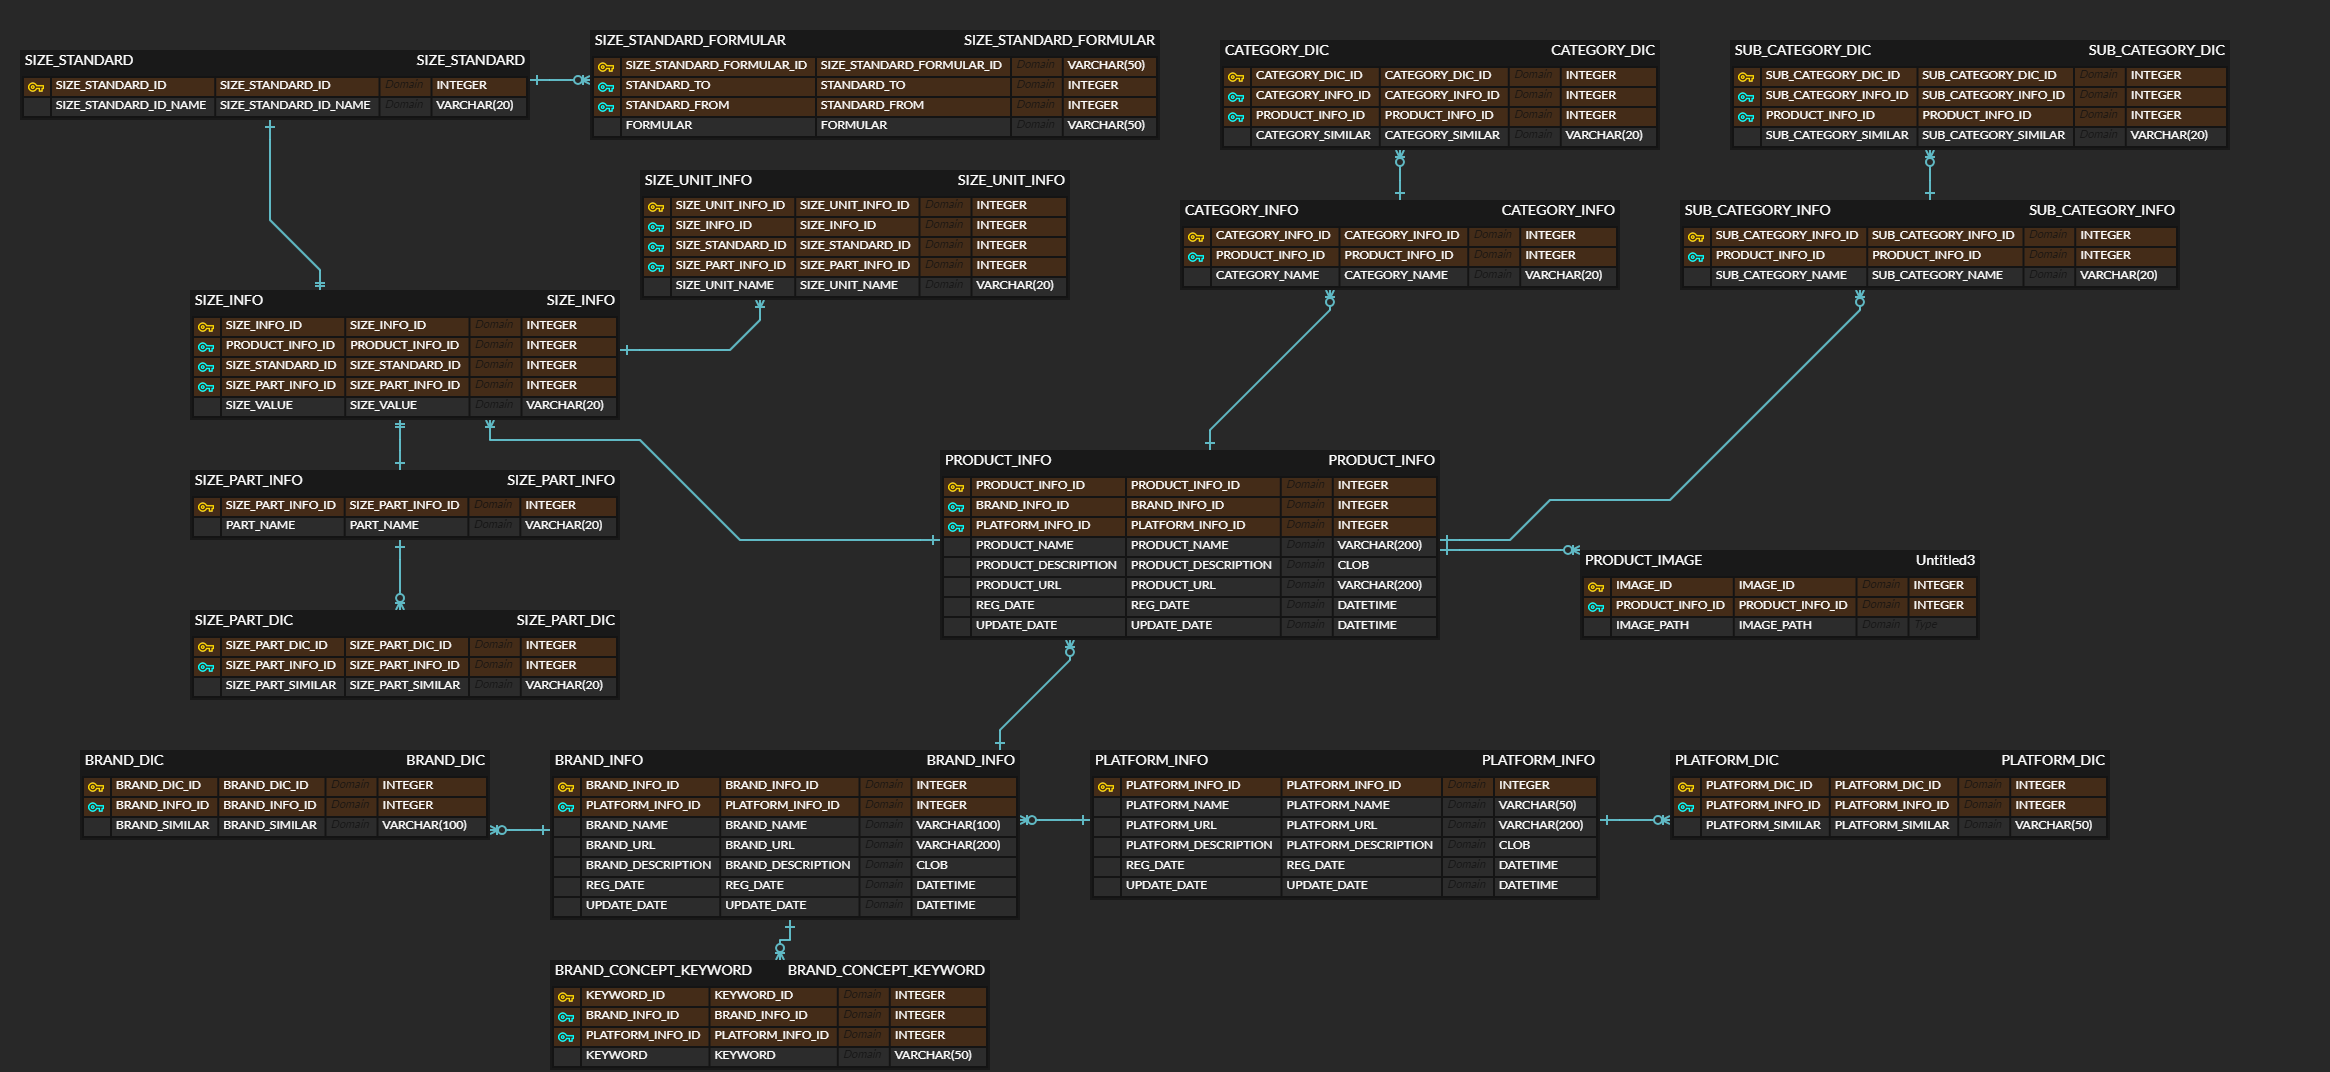 SIZE_STANDARD SIZE_STANDARD
SIZE_STANDARD_ID SIZE_STANDARD_ID Domain INTEGER
SIZE_STANDARD_ID_NAME SIZE_STANDARD_ID_NAME Domain VARCHAR(20)
SIZE_STANDARD_FORMULAR SIZE_STANDARD_FORMULAR
SIZE_STANDARD_FORMULAR_ID SIZE_STANDARD_FORMULAR_ID Domain VARCHAR(50)
STANDARD_TO STANDARD_TO Domain INTEGER
STANDARD_FROM STANDARD_FROM Domain INTEGER
FORMULAR FORMULAR Domain VARCHAR(50)
CATEGORY_DIC CATEGORY_DIC
CATEGORY_DIC_ID CATEGORY_DIC_ID Domain INTEGER
CATEGORY_INFO_ID CATEGORY_INFO_ID Domain INTEGER
PRODUCT_INFO_ID PRODUCT_INFO_ID Domain INTEGER
CATEGORY_SIMILAR CATEGORY_SIMILAR Domain VARCHAR(20)
SUB_CATEGORY_DIC SUB_CATEGORY_DIC
SUB_CATEGORY_DIC_ID SUB_CATEGORY_DIC_ID Domain INTEGER
SUB_CATEGORY_INFO_ID SUB_CATEGORY_INFO_ID Domain INTEGER
PRODUCT_INFO_ID PRODUCT_INFO_ID Domain INTEGER
SUB_CATEGORY_SIMILAR SUB_CATEGORY_SIMILAR Domain VARCHAR(20)
SIZE_UNIT_INFO SIZE_UNIT_INFO
SIZE_UNIT_INFO_ID SIZE_UNIT_INFO_ID Domain INTEGER
SIZE_INFO_ID SIZE_INFO_ID Domain INTEGER
SIZE_STANDARD_ID SIZE_STANDARD_ID Domain INTEGER
SIZE_PART_INFO_ID SIZE_PART_INFO_ID Domain INTEGER
SIZE_UNIT_NAME SIZE_UNIT_NAME Domain VARCHAR(20)
CATEGORY_INFO CATEGORY_INFO
CATEGORY_INFO_ID CATEGORY_INFO_ID Domain INTEGER
PRODUCT_INFO_ID PRODUCT_INFO_ID Domain INTEGER
CATEGORY_NAME CATEGORY_NAME Domain VARCHAR(20)
SUB_CATEGORY_INFO SUB_CATEGORY_INFO
SUB_CATEGORY_INFO_ID SUB_CATEGORY_INFO_ID Domain INTEGER
PRODUCT_INFO_ID PRODUCT_INFO_ID Domain INTEGER
SUB_CATEGORY_NAME SUB_CATEGORY_NAME Domain VARCHAR(20)
SIZE_INFO SIZE_INFO
SIZE_INFO_ID SIZE_INFO_ID Domain INTEGER
PRODUCT_INFO_ID PRODUCT_INFO_ID Domain INTEGER
SIZE_STANDARD_ID SIZE_STANDARD_ID Domain INTEGER
SIZE_PART_INFO_ID SIZE_PART_INFO_ID Domain INTEGER
SIZE_VALUE SIZE_VALUE Domain VARCHAR(20)
SIZE_PART_INFO SIZE_PART_INFO
SIZE_PART_INFO_ID SIZE_PART_INFO_ID Domain INTEGER
PART_NAME PART_NAME Domain VARCHAR(20)
PRODUCT_INFO PRODUCT_INFO
PRODUCT_INFO_ID PRODUCT_INFO_ID Domain INTEGER
BRAND_INFO_ID BRAND_INFO_ID Domain INTEGER
PLATFORM_INFO_ID PLATFORM_INFO_ID Domain INTEGER
PRODUCT_NAME PRODUCT_NAME Domain VARCHAR(200)
PRODUCT_DESCRIPTION PRODUCT_DESCRIPTION Domain CLOB
PRODUCT_URL PRODUCT_URL Domain VARCHAR(200)
REG_DATE REG_DATE Domain DATETIME
UPDATE_DATE UPDATE_DATE Domain DATETIME
PRODUCT_IMAGE Untitled3
IMAGE_ID IMAGE_ID Domain INTEGER
PRODUCT_INFO_ID PRODUCT_INFO_ID Domain INTEGER
IMAGE_PATH IMAGE_PATH Domain Type
SIZE_PART_DIC SIZE_PART_DIC
SIZE_PART_DIC_ID SIZE_PART_DIC_ID Domain INTEGER
SIZE_PART_INFO_ID SIZE_PART_INFO_ID Domain INTEGER
SIZE_PART_SIMILAR SIZE_PART_SIMILAR Domain VARCHAR(20)
BRAND_DIC BRAND_DIC
BRAND_DIC_ID BRAND_DIC_ID Domain INTEGER
BRAND_INFO_ID BRAND_INFO_ID Domain INTEGER
BRAND_SIMILAR BRAND_SIMILAR Domain VARCHAR(100)
BRAND_INFO BRAND_INFO
BRAND_INFO_ID BRAND_INFO_ID Domain INTEGER
PLATFORM_INFO_ID PLATFORM_INFO_ID Domain INTEGER
BRAND_NAME BRAND_NAME Domain VARCHAR(100)
BRAND_URL BRAND_URL Domain VARCHAR(200)
BRAND_DESCRIPTION BRAND_DESCRIPTION Domain CLOB
REG_DATE REG_DATE Domain DATETIME
UPDATE_DATE UPDATE_DATE Domain DATETIME
PLATFORM_INFO PLATFORM_INFO
PLATFORM_INFO_ID PLATFORM_INFO_ID Domain INTEGER
PLATFORM_NAME PLATFORM_NAME Domain VARCHAR(50)
PLATFORM_URL PLATFORM_URL Domain VARCHAR(200)
PLATFORM_DESCRIPTION PLATFORM_DESCRIPTION Domain CLOB
REG_DATE REG_DATE Domain DATETIME
UPDATE_DATE UPDATE_DATE Domain DATETIME
PLATFORM_DIC PLATFORM_DIC
PLATFORM_DIC_ID PLATFORM_DIC_ID Domain INTEGER
PLATFORM_INFO_ID PLATFORM_INFO_ID Domain INTEGER
PLATFORM_SIMILAR PLATFORM_SIMILAR Domain VARCHAR(50)
BRAND_CONCEPT_KEYWORD BRAND_CONCEPT_KEYWORD
KEYWORD_ID KEYWORD_ID Domain INTEGER
BRAND_INFO_ID BRAND_INFO_ID Domain INTEGER
PLATFORM_INFO_ID PLATFORM_INFO_ID Domain INTEGER
KEYWORD KEYWORD Domain VARCHAR(50)